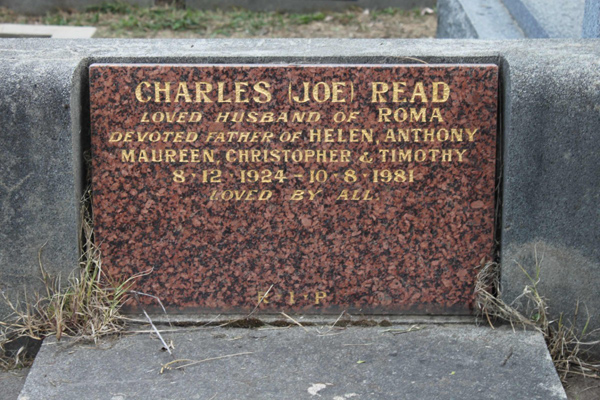 CHARLES (JOE) READ
LOVED HUSBAND OF ROMA
DEVOTED FATHER OF HELEN, ANTHONY
MAUREEN, CHRISTOPHER & TIMOTHY
8·12·1924 - 10·8·1981
LOVED BY ALL.
R·I·P